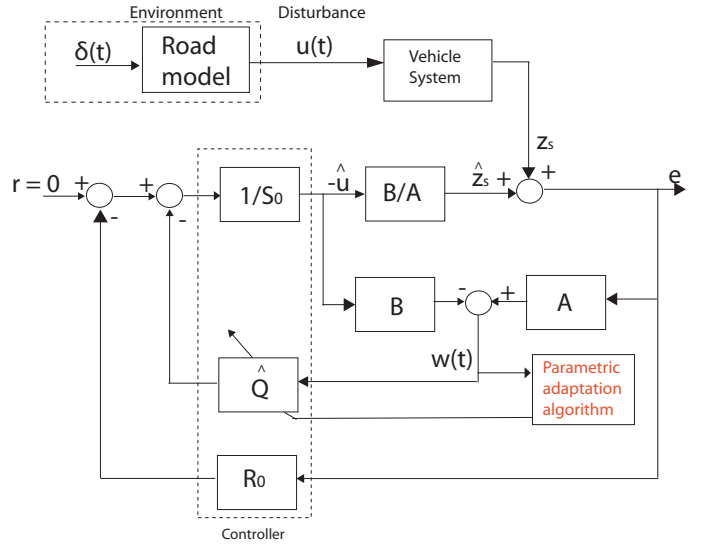 Environment
Disturbance
δ(t)
Road
model
u(t)
Vehicle
System
zs
r = 0
+
-
+
-
1/S0
-û
B/A
ẑs
+
+
e
B
-
+
A
w(t)
Q̂
Parametric
adaptation
algorithm
R0
Controller